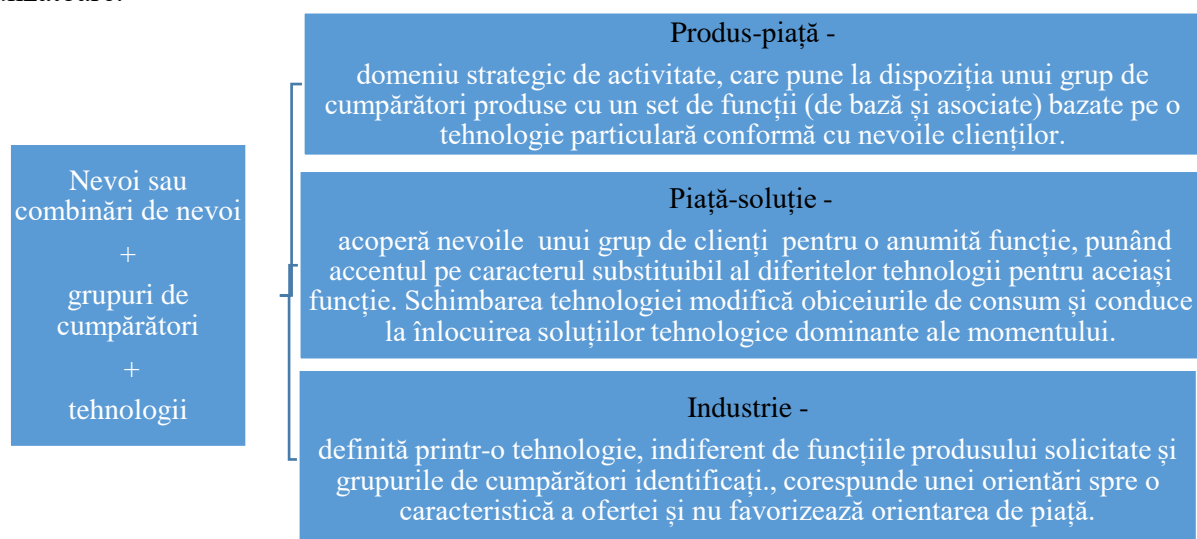 Produs-piață -
domeniu strategic de activitate, care pune la dispoziția unui grup de
cumpărători produse cu un set de funcții (de bază și asociate) bazate pe o
tehnologie particulară conformă cu nevoile clienților.
Nevoi sau
combinări de nevoi
+
grupuri de
cumpărători
+
tehnologii
Piață-soluție -
acoperă nevoile unui grup de clienți pentru o anumită funcție, punând
accentul pe caracterul substituibil al diferitelor tehnologii pentru aceiași
funcție. Schimbarea tehnologiei modifică obiceiurile de consum și conduce
la înlocuirea soluțiilor tehnologice dominante ale momentului.
Industrie -
definită printr-o tehnologie, indiferent de funcțiile produsului solicitate și
grupurile de cumpărători identificați., corespunde unei orientări spre o
caracteristică a ofertei și nu favorizează orientarea de piață.